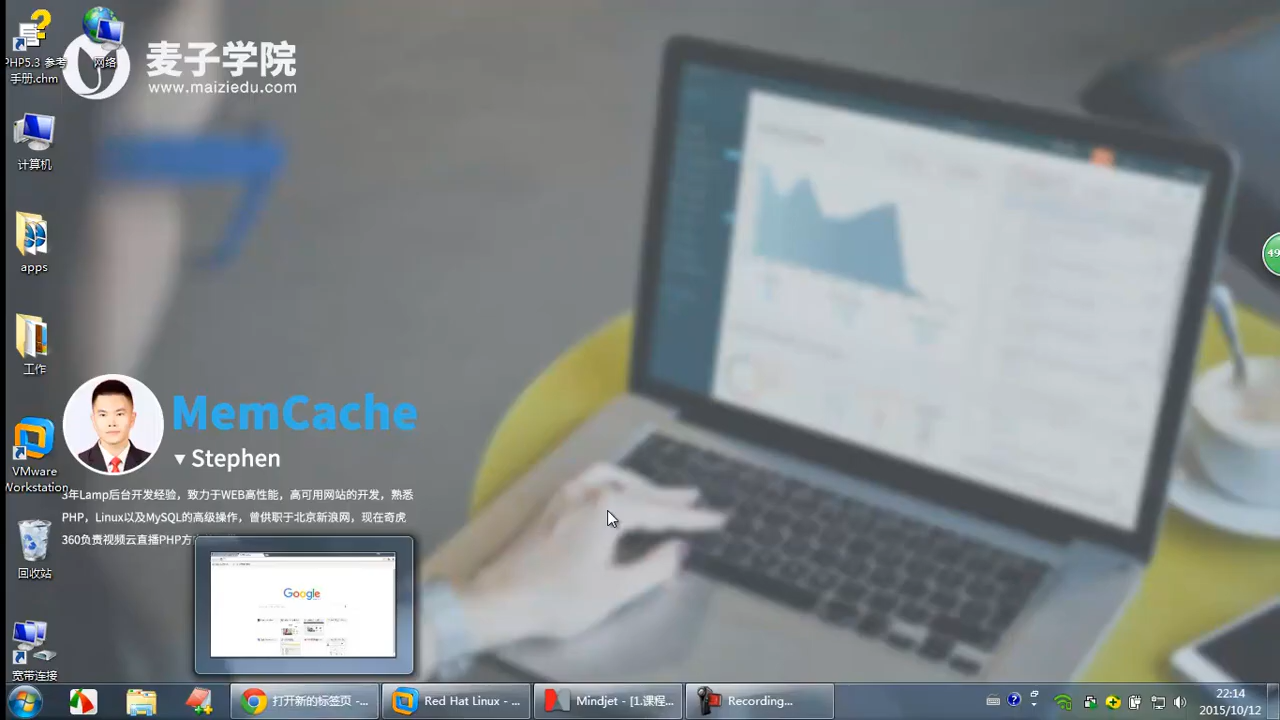 PHP5.3 参考
手册.chm
网络
麦子学院
www.maiziedu.com
计算机
apps
工作
49
MemCache
▼ Stephen
VMware
Workstation
3年Lamp后台开发经验，致力于WEB高性能，高可用网站的开发，熟悉
PHP，Linux以及MySQL的高级操作，曾供职于北京新浪网，现在奇虎
360负责视频云直播PHP方
回收站
Google
宽带连接
打开新的标签页 -...
Red Hat Linux - ...
Mindjet - [1.课程...
Recording...
22:14
2015/10/12